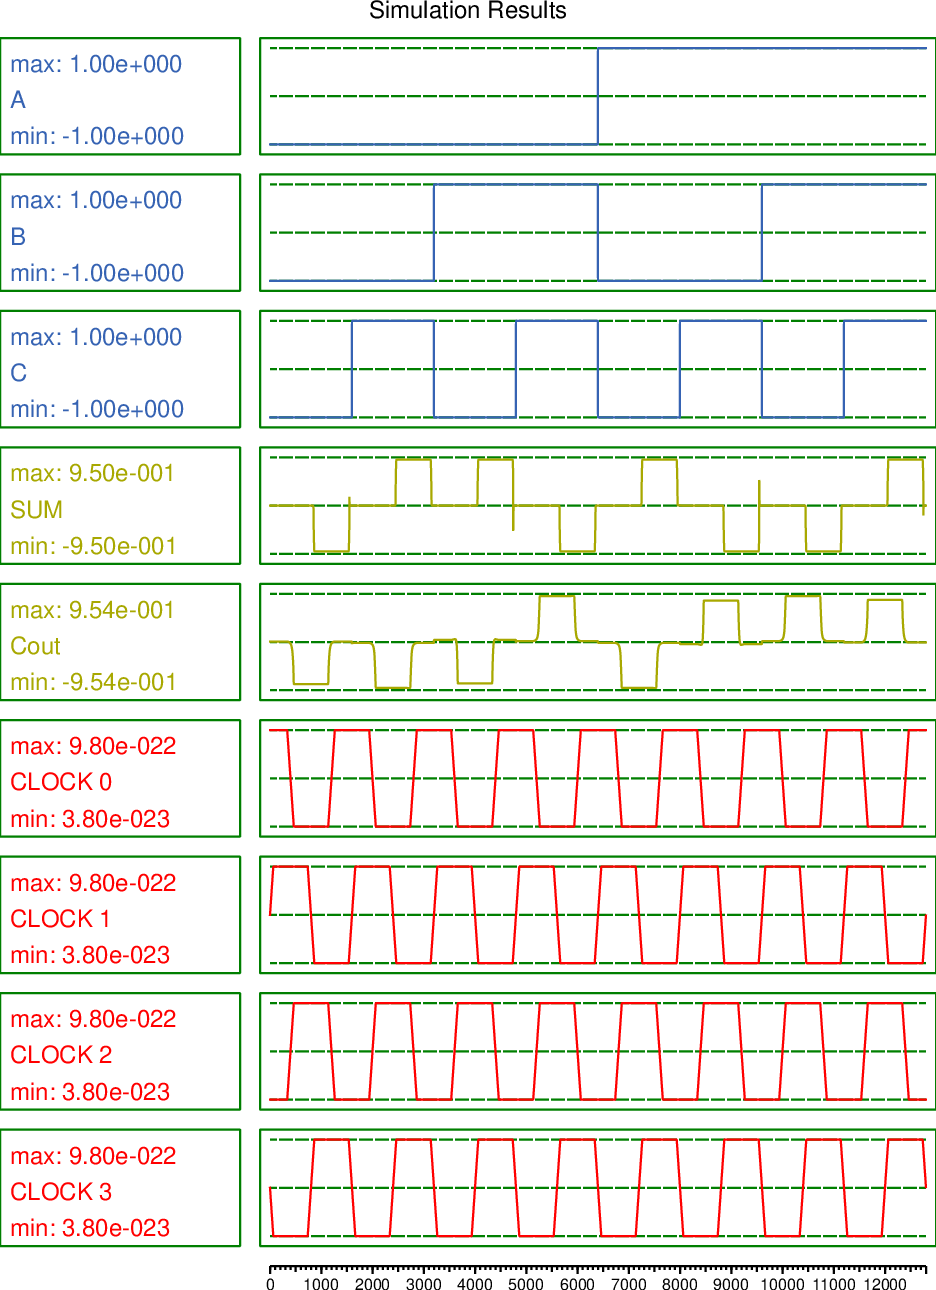 Simulation Results
max: 1.00e+000
A
min: -1.00e+000
max: 1.00e+000
B
min: -1.00e+000
max: 1.00e+000
C
min: -1.00e+000
max: 9.50e-001
SUM
min: -9.50e-001
max: 9.54e-001
Cout
min: -9.54e-001
max: 9.80e-022
CLOCK 0
min: 3.80e-023
max: 9.80e-022
CLOCK 1
min: 3.80e-023
max: 9.80e-022
CLOCK 2
min: 3.80e-023
max: 9.80e-022
CLOCK 3
min: 3.80e-023
0 1000 2000 3000 4000 5000 6000 7000 8000 9000 10000 11000 12000